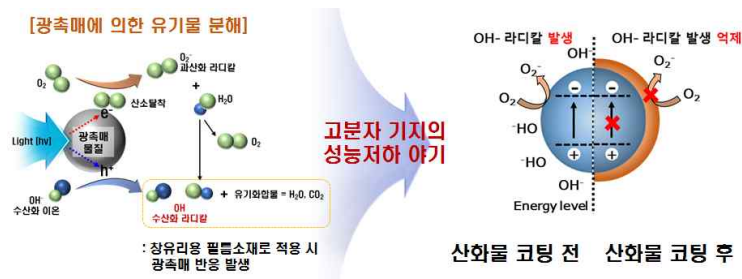 [광촉매에 의한 유기물 분해]
O₂
O₂⁻
과산화 라디칼
+
산소탈착
H₂O
e⁻
Light [hv]
광촉매
물질
O₂
h⁺
OH⁻
수산화 이온
OH
수산화 라디칼
+ 유기화합물 = H₂O, CO₂
: 창유리용 필름소재로 적용 시
광촉매 반응 발생
고분자 기지의
성능저하 야기
OH- 라디칼 발생
OH- 라디칼 발생 억제
OH⁻
O₂⁻
O₂⁻
O₂
O₂
⁻HO
⁻HO
OH⁻
OH⁻
OH⁻
OH⁻
Energy level
산화물 코팅 전
산화물 코팅 후